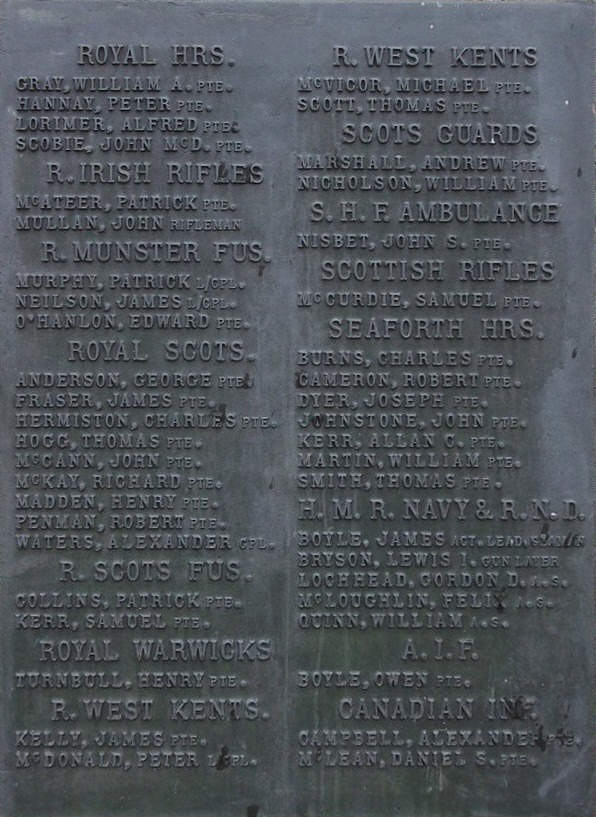 ROYAL HRS.
GRAY, WILLIAM A. PTE.
HANNAY, PETER PTE.
LORIMER, ALFRED PTE.
SCOBIE, JOHN McD. PTE.
R. IRISH RIFLES
McATEER, PATRICK PTE.
MULLAN, JOHN RIFLEMAN
R. MUNSTER FUS.
MURPHY, PATRICK L/CPL.
NEILSON, JAMES L/CPL.
O'HANLON, EDWARD PTE.
ROYAL SCOTS.
ANDERSON, GEORGE PTE.
FRASER, JAMES PTE.
HERMISTON, CHARLES PTE.
HOGG, THOMAS PTE.
McCANN, JOHN PTE.
McKAY, RICHARD PTE.
MADDEN, HENRY PTE.
PENMAN, ROBERT PTE.
WATERS, ALEXANDER CPL.
R. SCOTS FUS.
COLLINS, PATRICK PTE.
KERR, SAMUEL PTE.
ROYAL WARWICKS
TURNBULL, HENRY PTE.
R. WEST KENTS.
KELLY, JAMES PTE.
McDONALD, PETER L/CPL.
R. WEST KENTS
McVICOR, MICHAEL PTE.
SCOTT, THOMAS PTE.
SCOTS GUARDS
MARSHALL, ANDREW PTE.
NICHOLSON, WILLIAM PTE.
S. H. F. AMBULANCE
NISBET, JOHN S. PTE.
SCOTTISH RIFLES
McCURDIE, SAMUEL PTE.
SEAFORTH HRS.
BURNS, CHARLES PTE.
CAMERON, ROBERT PTE.
DYER, JOSEPH PTE.
JOHNSTONE, JOHN PTE.
KERR, ALLAN C. PTE.
MARTIN, WILLIAM PTE.
SMITH, THOMAS PTE.
H. M. R. NAVY & R. N. D.
BOYLE, JAMES ACT. LEAD. SEAMAN
BRYSON, LEWIS I. GUN LAYER
LOCHHEAD, GORDON D. A.S.
McLOUGHLIN, FELIX A.S.
QUINN, WILLIAM A.S.
A. I. F.
BOYLE, OWEN PTE.
CANADIAN INF.
CAMPBELL, ALEXANDER PTE.
McLEAN, DANIEL S. PTE.